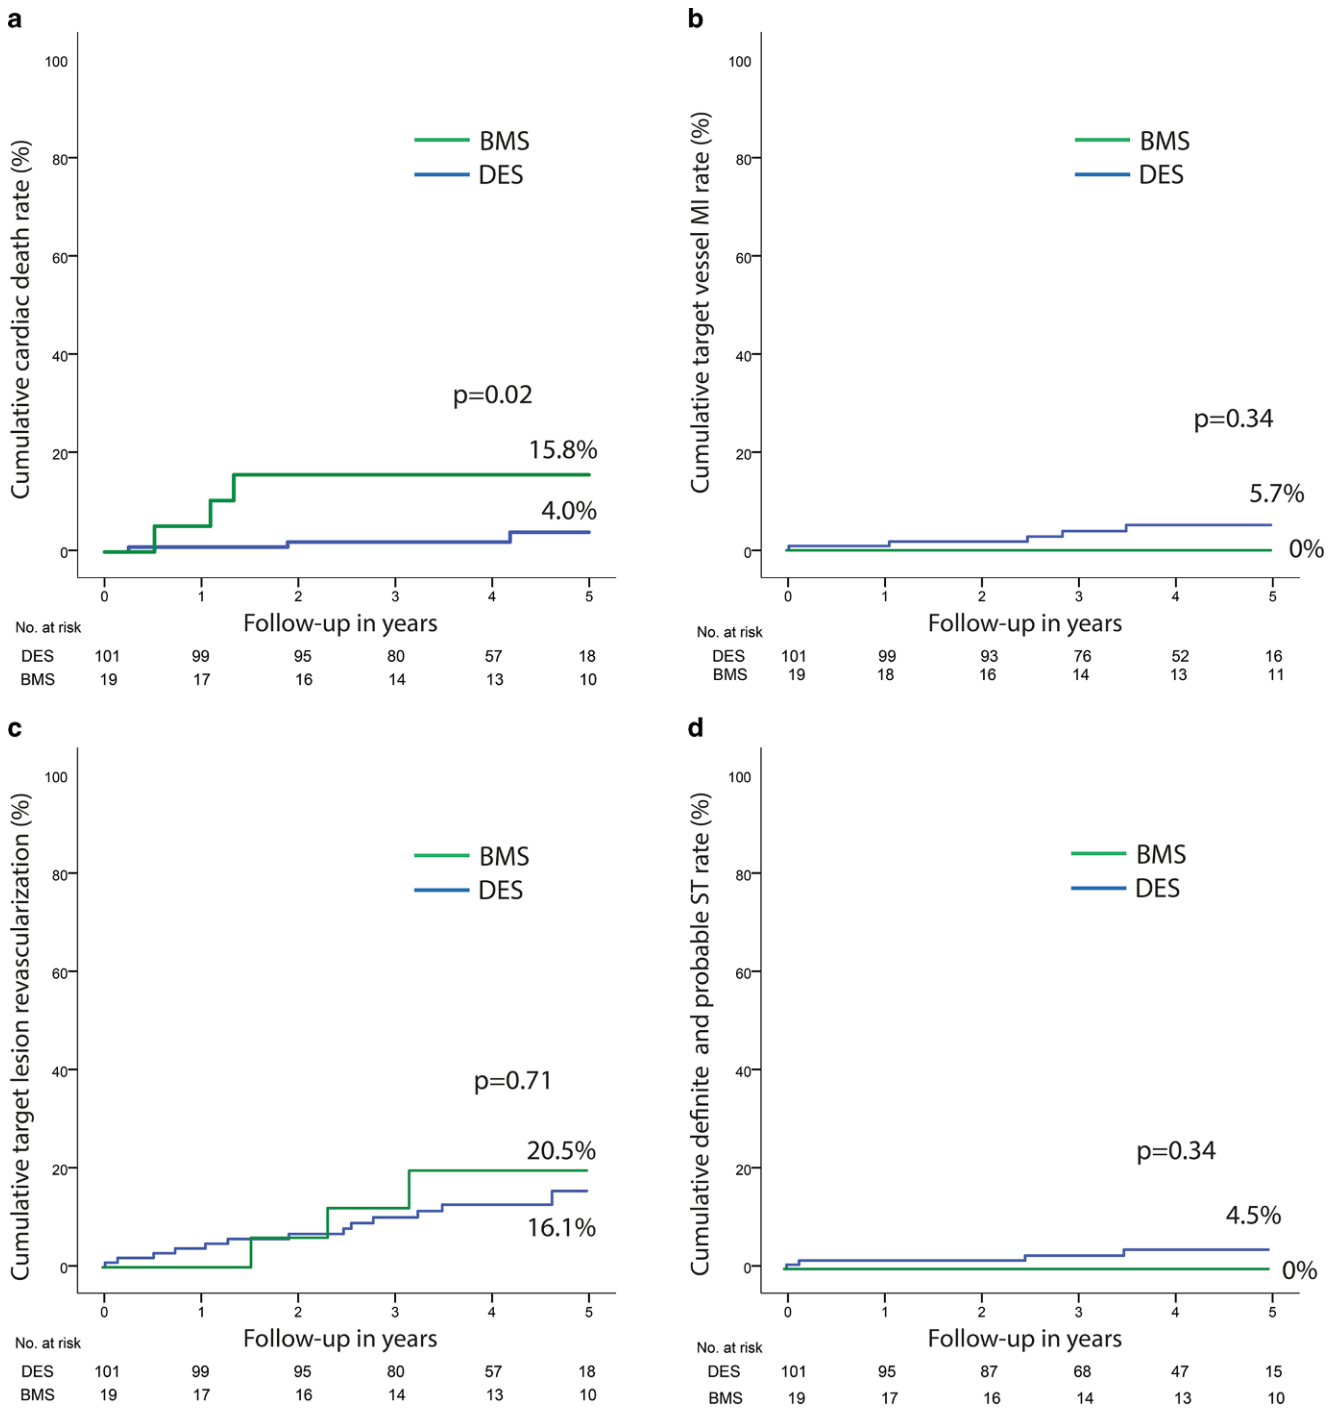 a
Cumulative cardiac death rate (%)
100
80
60
40
20
0
BMS
DES
p=0.02
15.8%
4.0%
0 1 2 3 4 5
Follow-up in years
No. at risk
DES 101 99 95 80 57 18
BMS 19 17 16 14 13 10
b
Cumulative target vessel MI rate (%)
100
80
60
40
20
0
BMS
DES
p=0.34
5.7%
0%
0 1 2 3 4 5
Follow-up in years
No. at risk
DES 101 99 93 76 52 16
BMS 19 18 16 14 13 11
c
Cumulative target lesion revascularization (%)
100
80
60
40
20
0
BMS
DES
p=0.71
20.5%
16.1%
0 1 2 3 4 5
Follow-up in years
No. at risk
DES 101 99 95 80 57 18
BMS 19 17 16 14 13 10
d
Cumulative definite and probable ST rate (%)
100
80
60
40
20
0
BMS
DES
p=0.34
4.5%
0%
0 1 2 3 4 5
Follow-up in years
No. at risk
DES 101 95 87 68 47 15
BMS 19 17 16 14 13 10